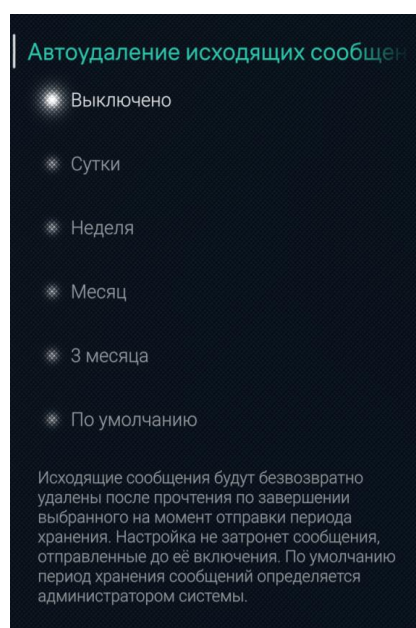 Автоудаление исходящих сообщен
Выключено
Сутки
Неделя
Месяц
3 месяца
По умолчанию
Исходящие сообщения будут безвозвратно
удалены после прочтения по завершении
выбранного на момент отправки периода
хранения. Настройка не затронет сообщения,
отправленные до её включения. По умолчанию
период хранения сообщений определяется
администратором системы.